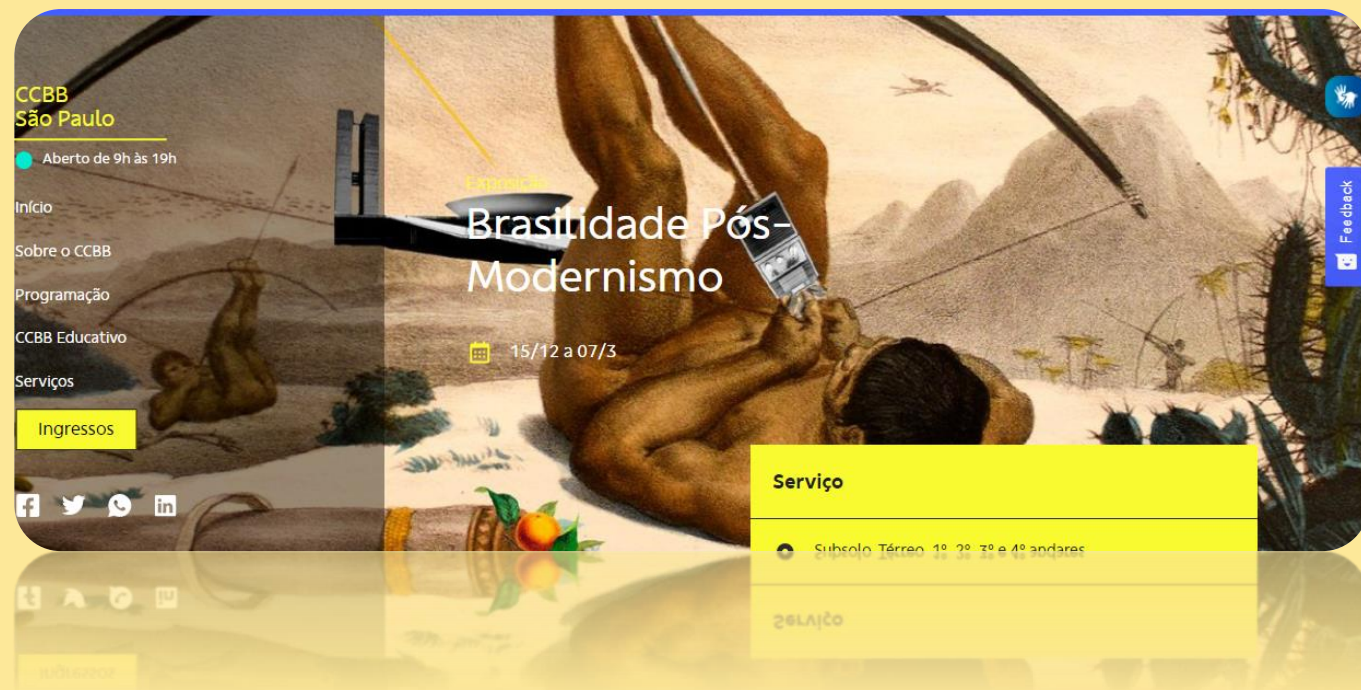 CCBB
São Paulo
Aberto de 9h às 19h
Início
Sobre o CCBB
Programação
CCBB Educativo
Serviços
Ingressos
Exposição
Brasilidade Pós-
Modernismo
15/12 a 07/3
Feedback
Serviço
Subsolo, Térreo, 1º, 2º, 3º e 4º andares